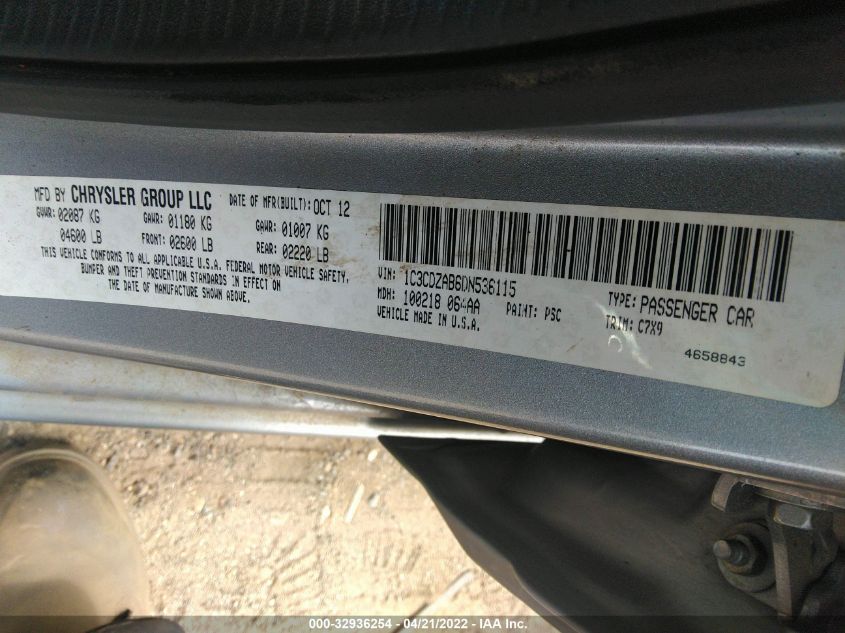 MFD BY CHRYSLER GROUP LLC DATE OF MFR(BUILT): OCT 12
GVWR: 02087 KG GAWR: 01180 KG GAWR: 01007 KG
04600 LB FRONT: 02600 LB REAR: 02220 LB
THIS VEHICLE CONFORMS TO ALL APPLICABLE U.S.A. FEDERAL MOTOR VEHICLE SAFETY,
BUMPER AND THEFT PREVENTION STANDARDS IN EFFECT ON
THE DATE OF MANUFACTURE SHOWN ABOVE.
VIN: 1C3CDZAB6DN536115 TYPE: PASSENGER CAR
MDH: 100218 06 AA PAINT: PSC TRIM: C7X9
VEHICLE MADE IN U.S.A.
4658843
000-32936254 - 04/21/2022 - IAA Inc.